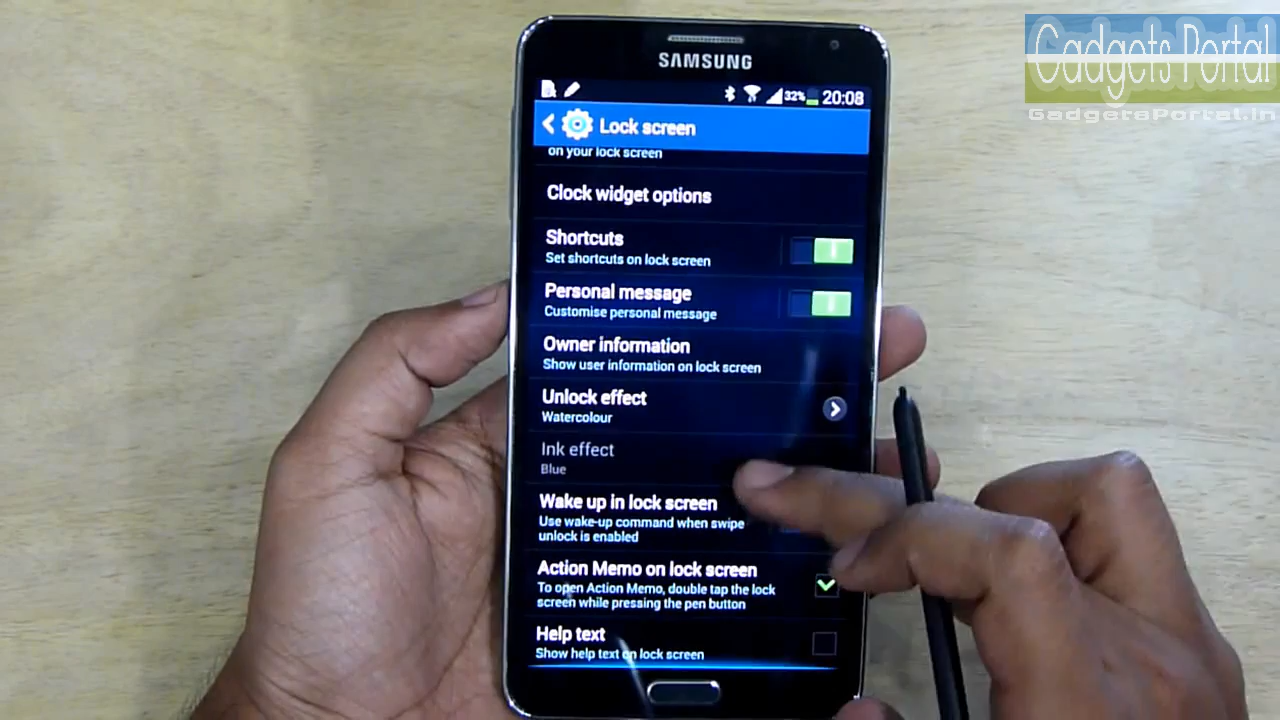 Gadgets Portal
GadgetsPortal.in
SAMSUNG
32% 20:08
Lock screen
on your lock screen
Clock widget options
Shortcuts
Set shortcuts on lock screen
Personal message
Customise personal message
Owner information
Show user information on lock screen
Unlock effect
Watercolour
Ink effect
Blue
Wake up in lock screen
Use wake-up command when swipe
unlock is enabled
Action Memo on lock screen
To open Action Memo, double tap the lock
screen while pressing the pen button
Help text
Show help text on lock screen